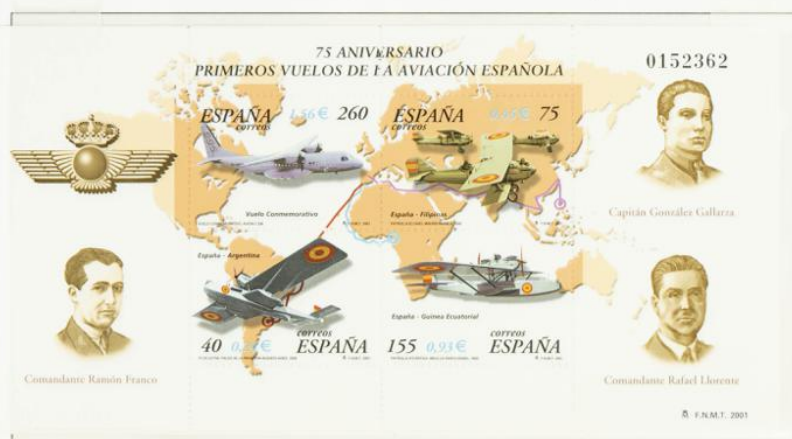 75 ANIVERSARIO
PRIMEROS VUELOS DE LA AVIACIÓN ESPAÑOLA
0152362
ESPAÑA 1,56€ 260
correos
ESPAÑA 0,45€ 75
correos
Vuelo Conmemorativo
España - Filipinas
Capitán González Gallarza
España - Argentina
España - Guinea Ecuatorial
correos
40 0,24€ ESPAÑA
correos
155 0,93€ ESPAÑA
Comandante Ramón Franco
Comandante Rafael Llorente
F.N.M.T. 2001